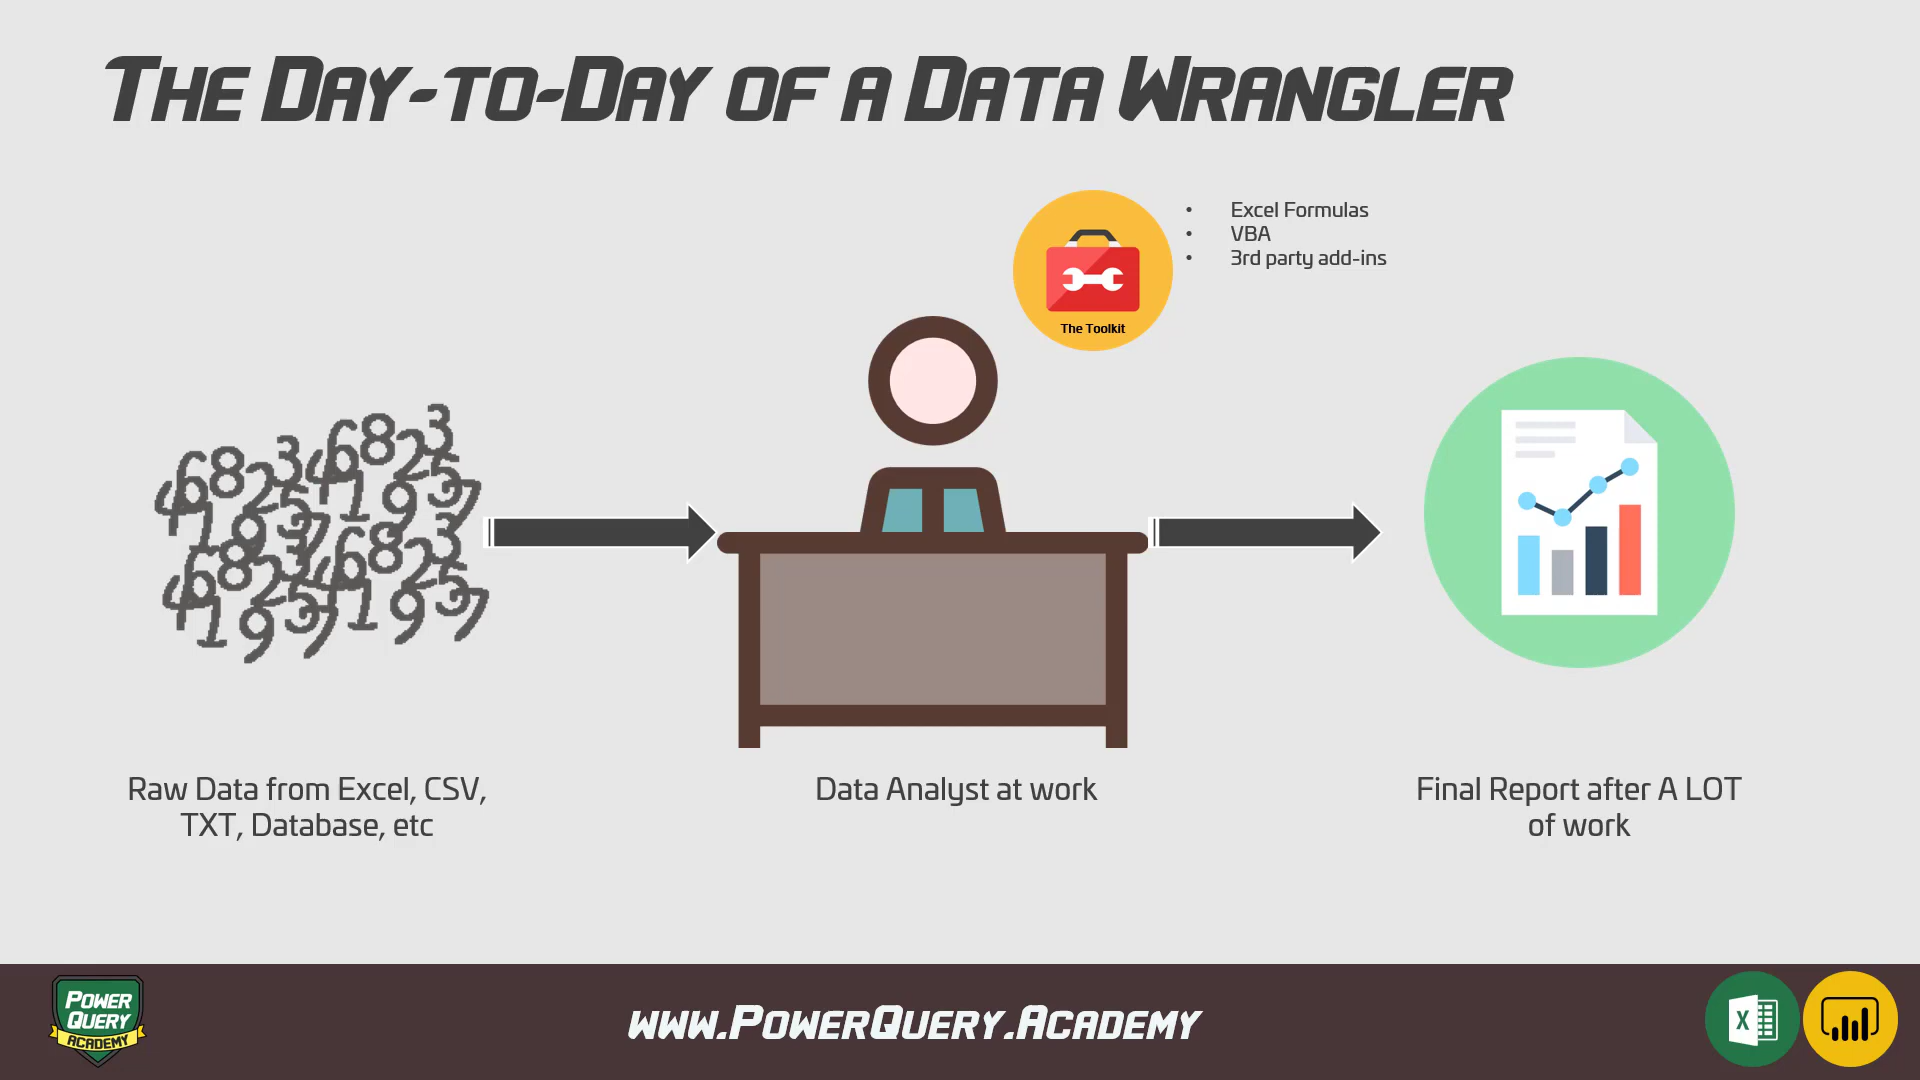 The Day-to-Day of a Data Wrangler
• Excel Formulas
• VBA
• 3rd party add-ins
The Toolkit
Raw Data from Excel, CSV,
TXT, Database, etc
Data Analyst at work
Final Report after A LOT
of work
Power
Query
Academy
www.PowerQuery.Academy
X